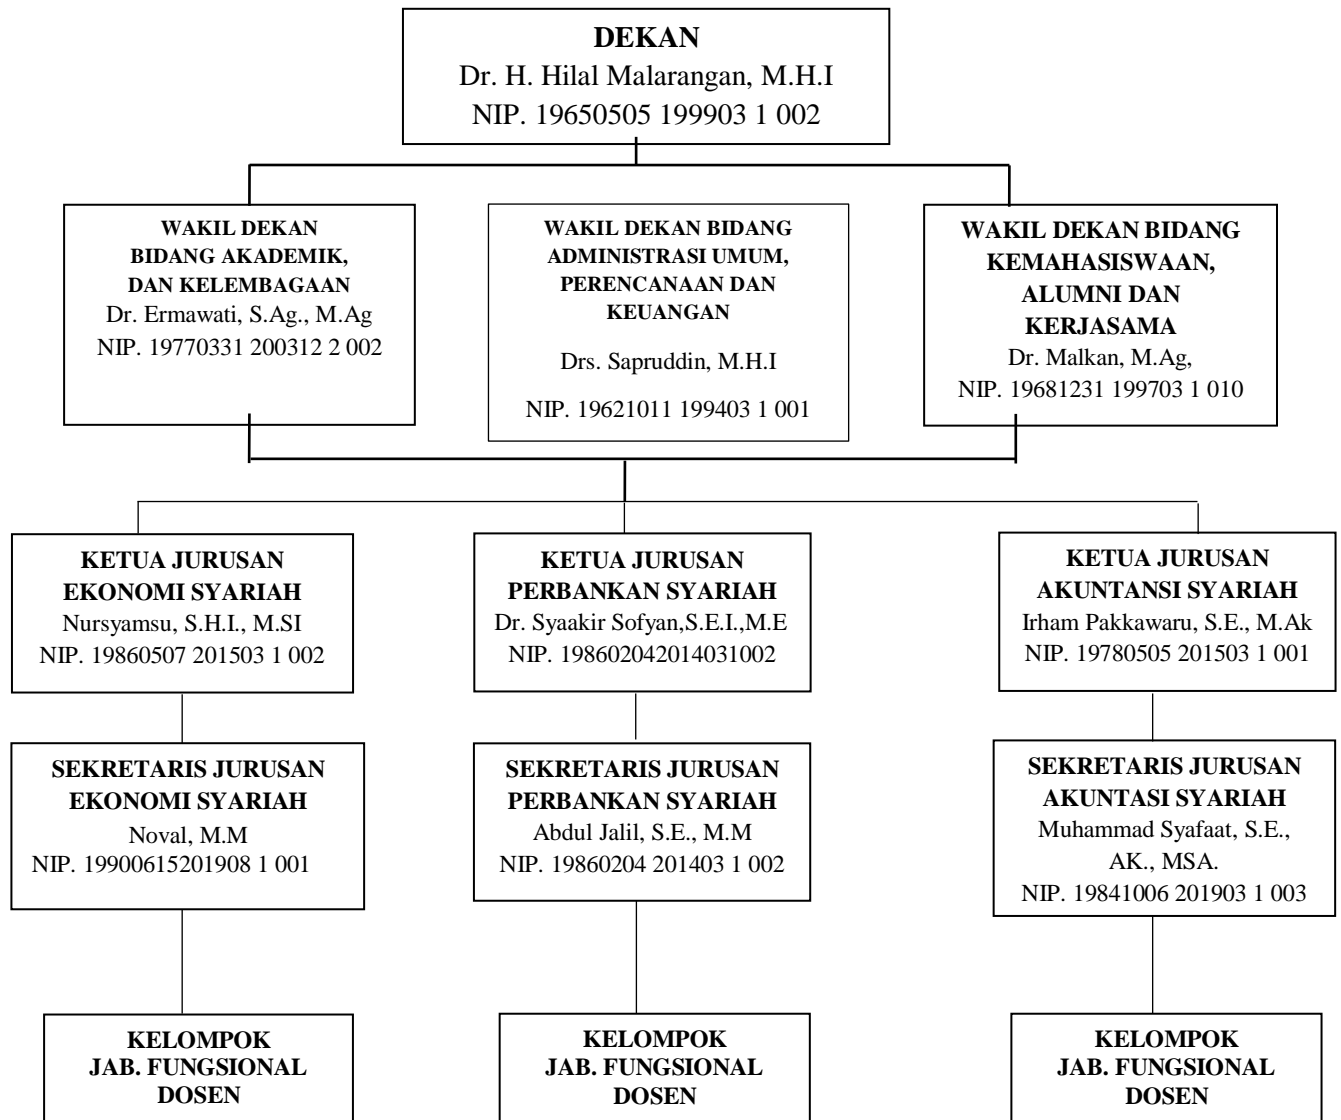 DEKAN
Dr. H. Hilal Malarangan, M.H.I
NIP. 19650505 199903 1 002
WAKIL DEKAN
BIDANG AKADEMIK,
DAN KELEMBAGAAN
Dr. Ermawati, S.Ag., M.Ag
NIP. 19770331 200312 2 002
WAKIL DEKAN BIDANG
ADMINISTRASI UMUM,
PERENCANAAN DAN
KEUANGAN
Drs. Sapruddin, M.H.I
NIP. 19621011 199403 1 001
WAKIL DEKAN BIDANG
KEMAHASISWAAN,
ALUMNI DAN
KERJASAMA
Dr. Malkan, M.Ag,
NIP. 19681231 199703 1 010
KETUA JURUSAN
EKONOMI SYARIAH
Nursyamsu, S.H.I., M.SI
NIP. 19860507 201503 1 002
KETUA JURUSAN
PERBANKAN SYARIAH
Dr. Syaakir Sofyan,S.E.I.,M.E
NIP. 198602042014031002
KETUA JURUSAN
AKUNTANSI SYARIAH
Irham Pakkawaru, S.E., M.Ak
NIP. 19780505 201503 1 001
SEKRETARIS JURUSAN
EKONOMI SYARIAH
Noval, M.M
NIP. 19900615201908 1 001
SEKRETARIS JURUSAN
PERBANKAN SYARIAH
Abdul Jalil, S.E., M.M
NIP. 19860204 201403 1 002
SEKRETARIS JURUSAN
AKUNTASI SYARIAH
Muhammad Syafaat, S.E.,
AK., MSA.
NIP. 19841006 201903 1 003
KELOMPOK
JAB. FUNGSIONAL
DOSEN
KELOMPOK
JAB. FUNGSIONAL
DOSEN
KELOMPOK
JAB. FUNGSIONAL
DOSEN